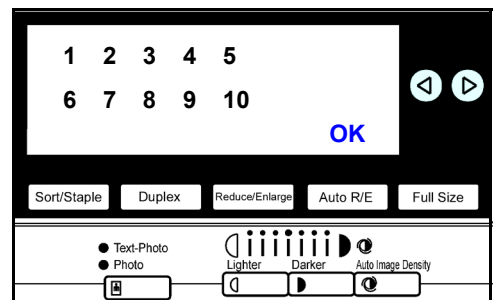 1 2 3 4 5
6 7 8 9 10
OK
Sort/Staple Duplex Reduce/Enlarge Auto R/E Full Size
Text-Photo
Photo
Lighter Darker Auto Image Density